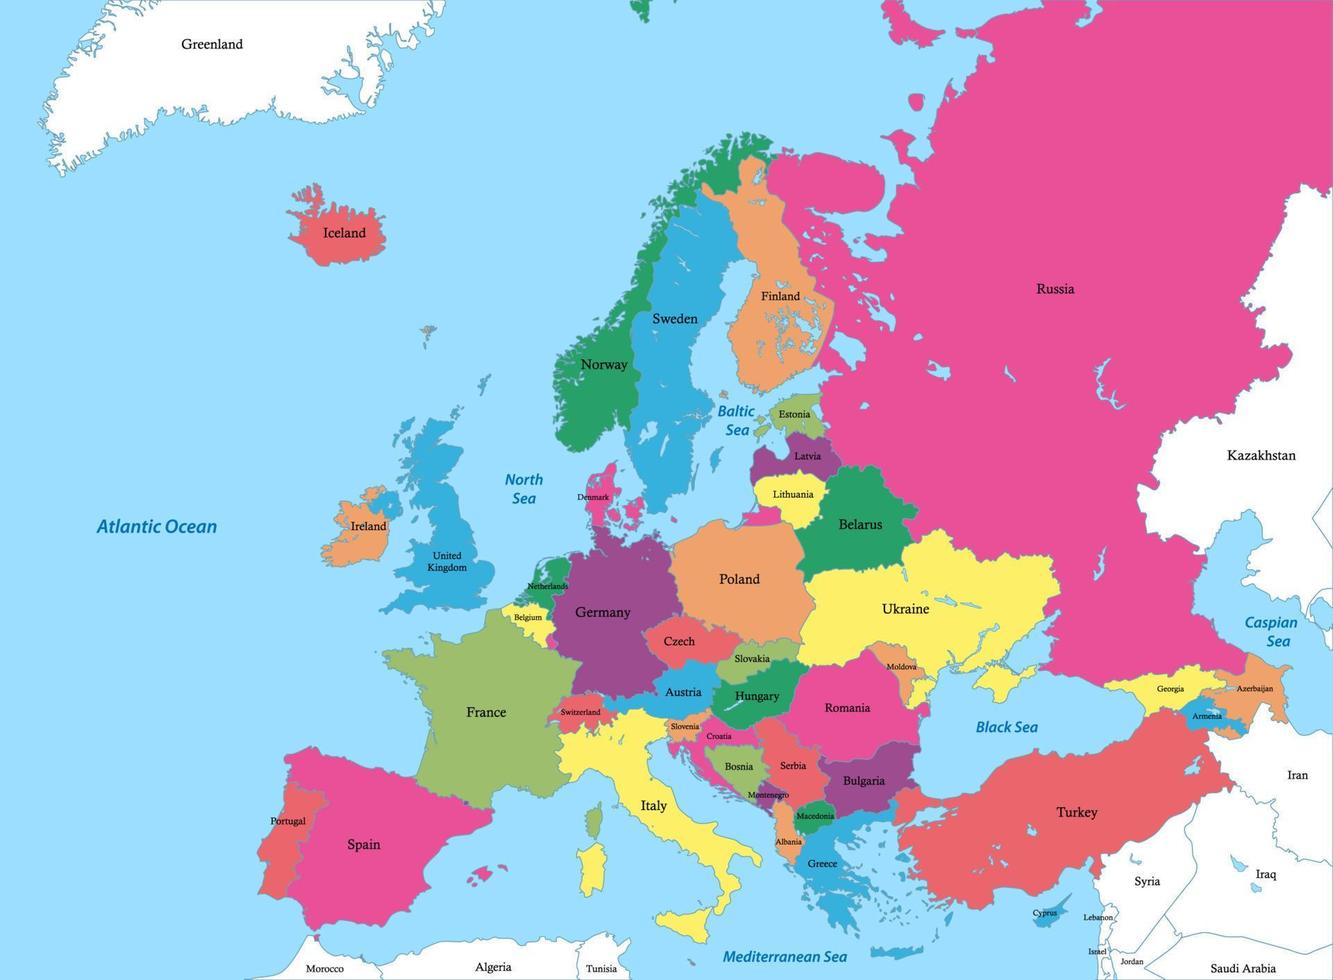 Greenland
Iceland
Russia
Finland
Sweden
Norway
Baltic
Sea
Estonia
Latvia
Kazakhstan
North
Sea
Denmark
Lithuania
Atlantic Ocean
Ireland
Belarus
United
Kingdom
Netherlands
Poland
Germany
Ukraine
Belgium
Caspian
Sea
Czech
Slovakia
Moldova
Austria
Hungary
Georgia
Azerbaijan
France
Switzerland
Romania
Armenia
Slovenia
Croatia
Black Sea
Bosnia
Serbia
Iran
Bulgaria
Montenegro
Italy
Turkey
Macedonia
Portugal
Spain
Albania
Greece
Iraq
Syria
Cyprus
Lebanon
Mediterranean Sea
Israel
Jordan
Morocco
Algeria
Tunisia
Saudi Arabia